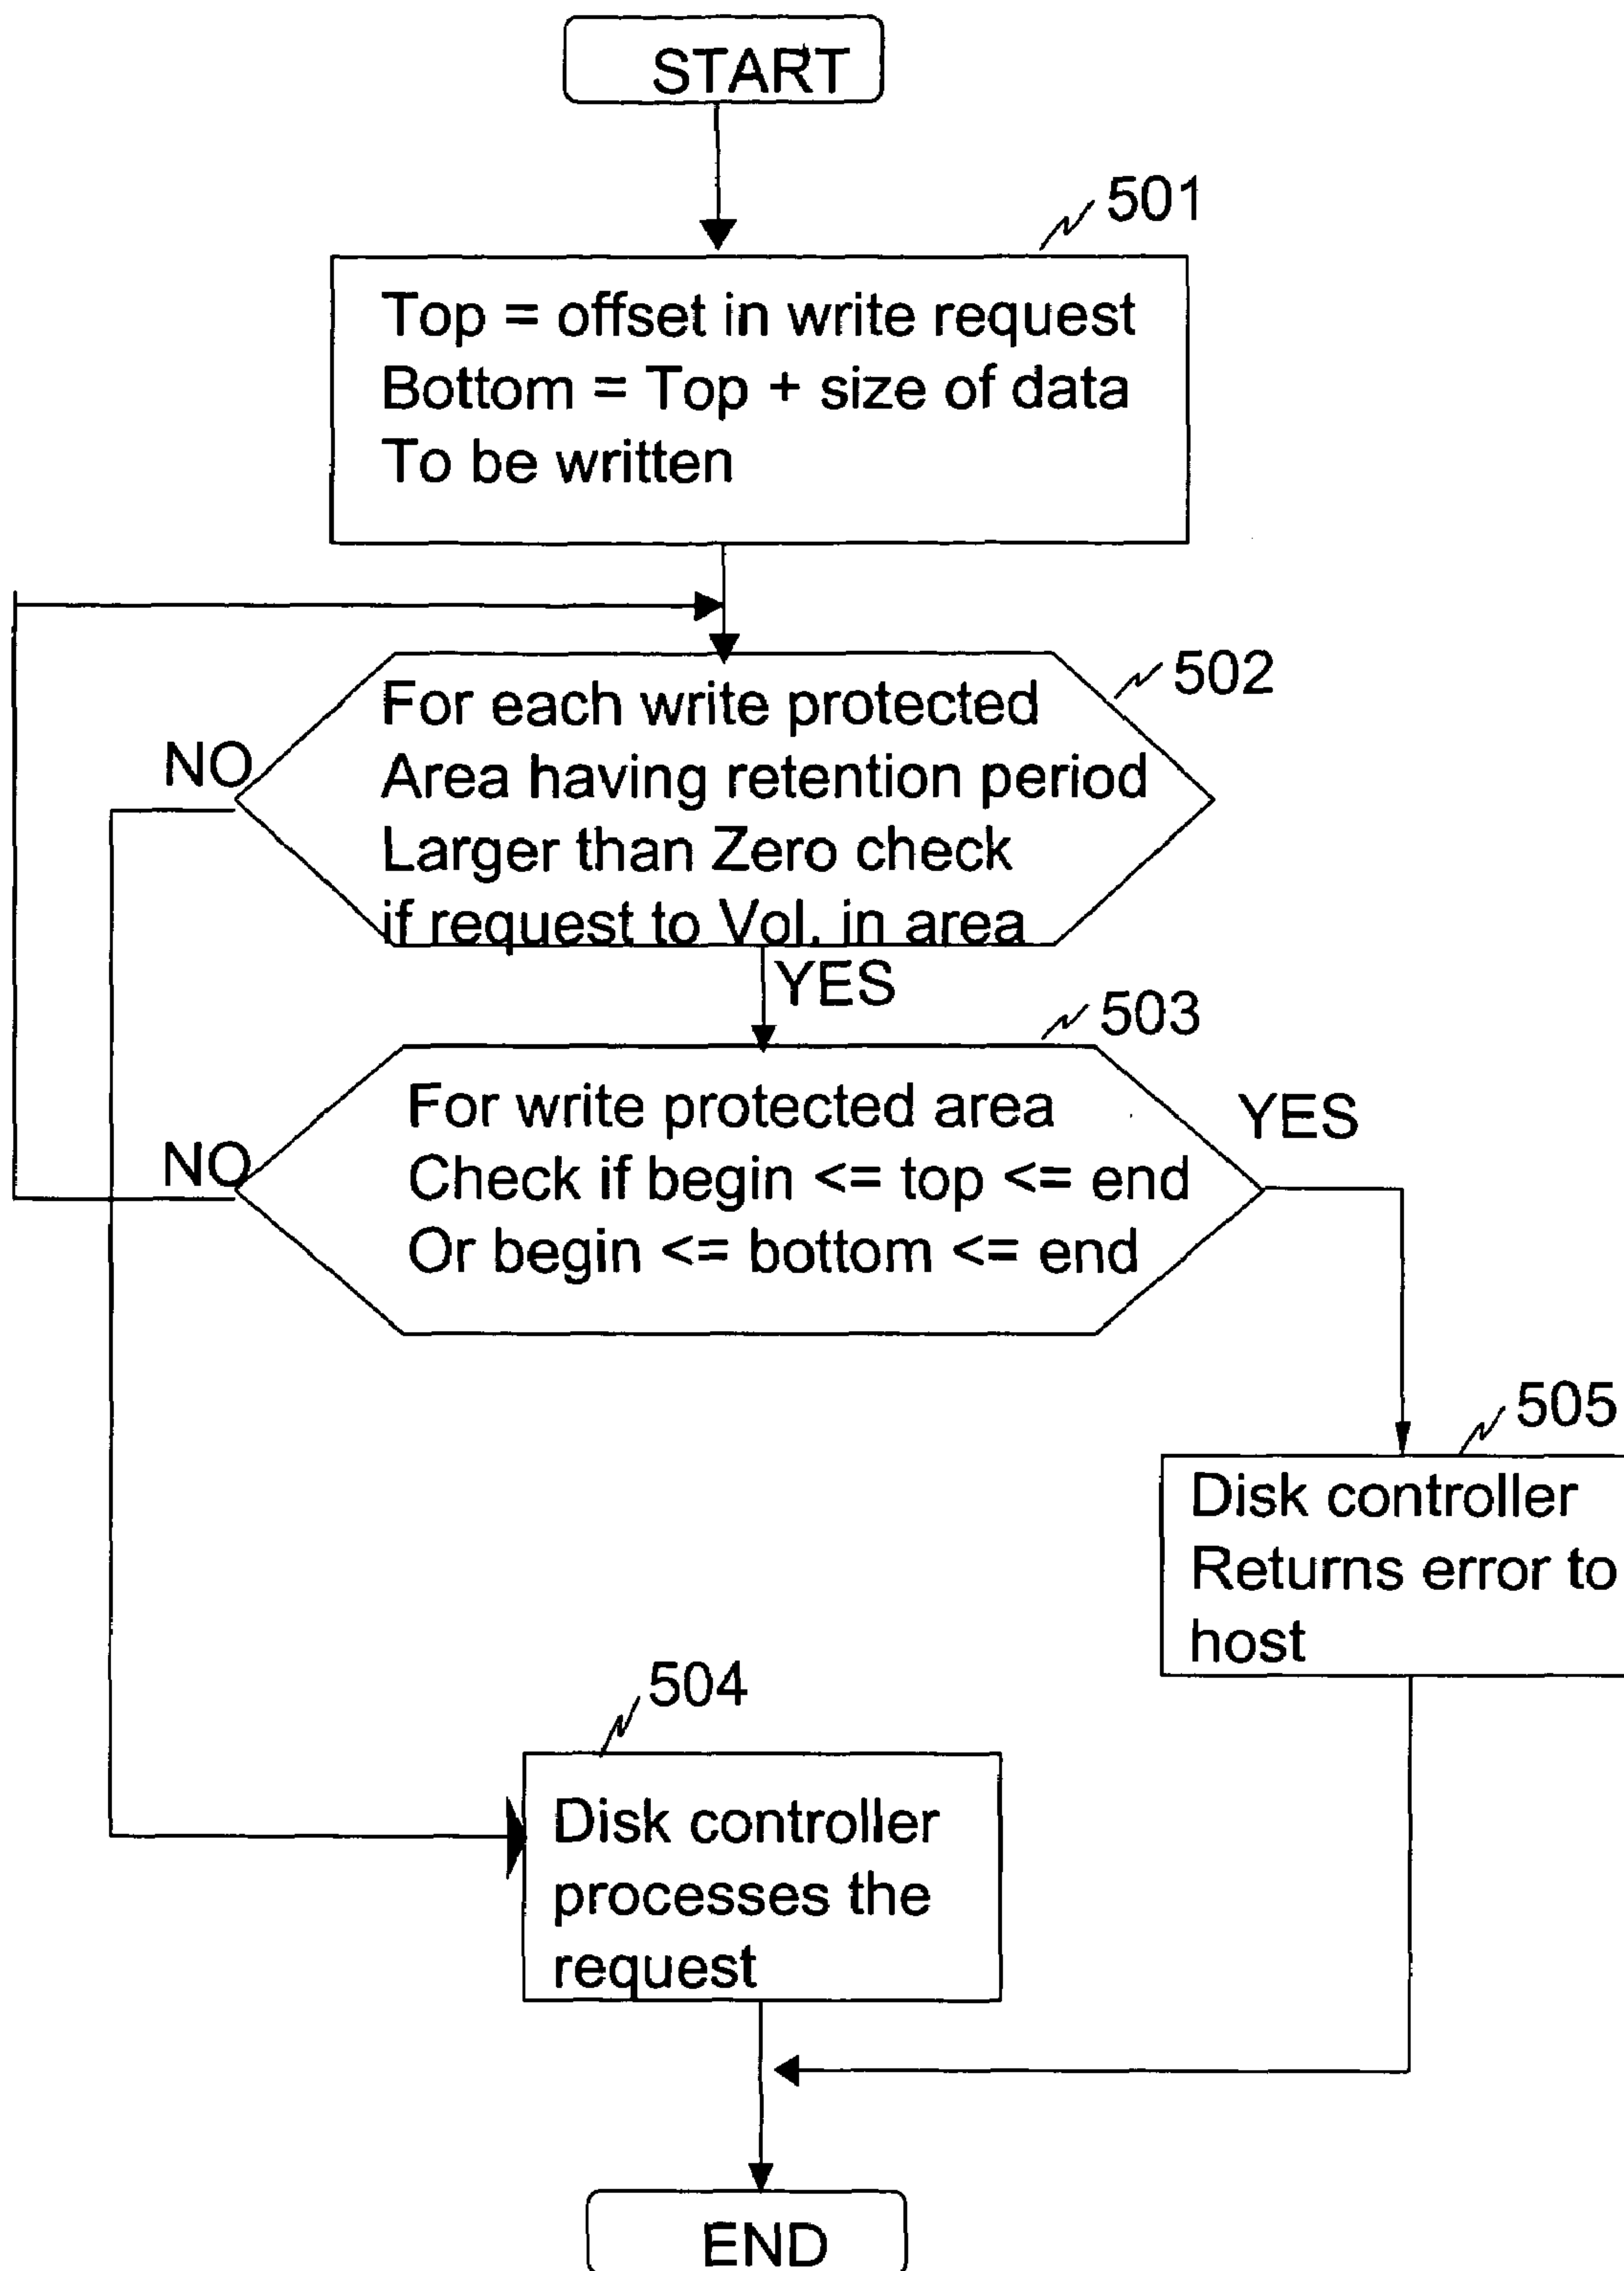 START
501
Top = offset in write request
Bottom = Top + size of data
To be written
502
For each write protected
NO
Area having retention period
Larger than Zero check
if request to Vol. in area
YES
503
For write protected area
YES
NO
Check if begin <= top <= end
Or begin <= bottom <= end
505
Disk controller
Returns error to
host
504
Disk controller
processes the
request
END